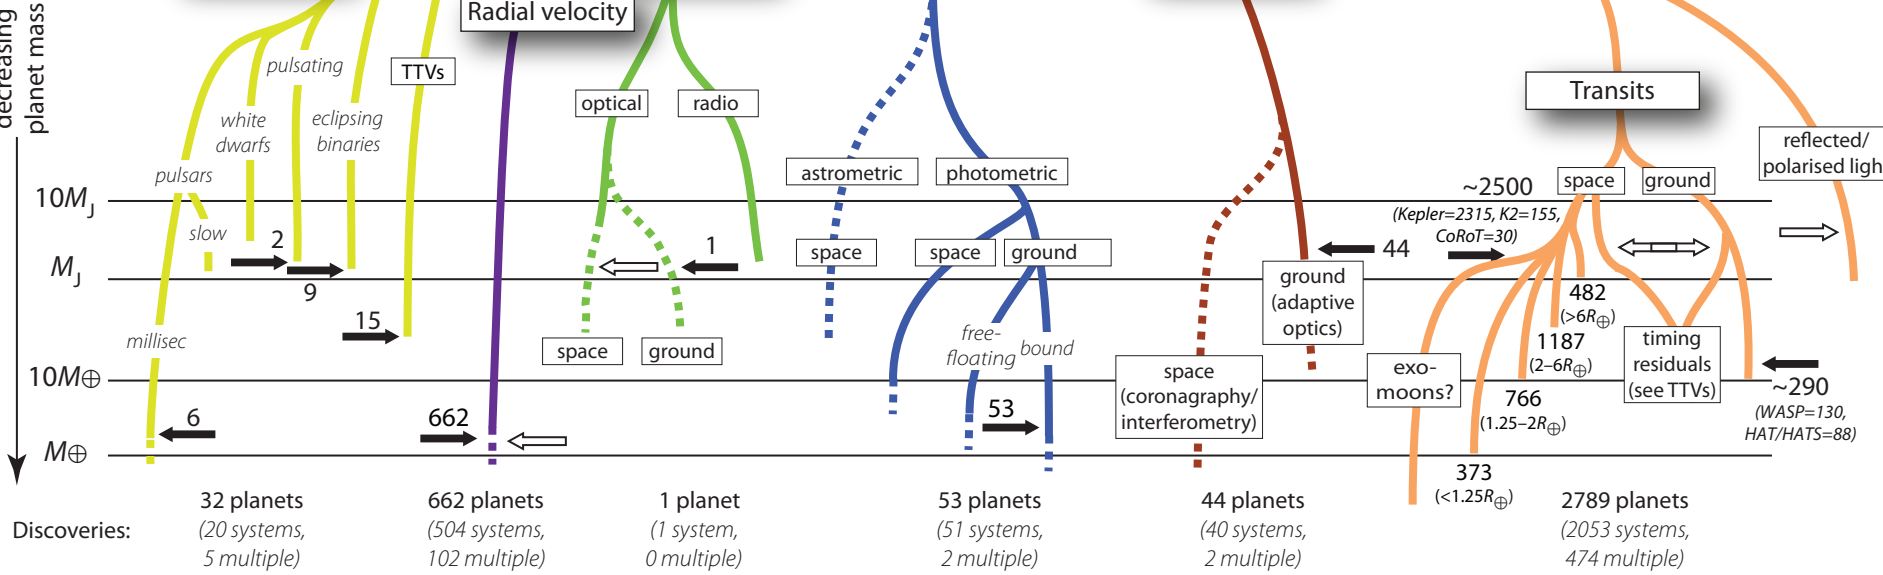 decreasing
planet mass
Radial velocity
TTVs
pulsating
white
dwarfs
eclipsing
binaries
pulsars
slow
millisec
optical
radio
space
ground
astrometric
photometric
space
space
ground
free-
floating
bound
space
(coronagraphy/
interferometry)
ground
(adaptive
optics)
Transits
space
ground
reflected/
polarised ligh
~2500
(Kepler=2315, K2=155,
CoRoT=30)
exo-
moons?
timing
residuals
(see TTVs)
482
(>6R⊕)
1187
(2–6R⊕)
766
(1.25–2R⊕)
373
(<1.25R⊕)
~290
(WASP=130,
HAT/HATS=88)
10MJ
MJ
10M⊕
M⊕
2
9
15
6
662
1
53
44
Discoveries:
32 planets
(20 systems,
5 multiple)
662 planets
(504 systems,
102 multiple)
1 planet
(1 system,
0 multiple)
53 planets
(51 systems,
2 multiple)
44 planets
(40 systems,
2 multiple)
2789 planets
(2053 systems,
474 multiple)